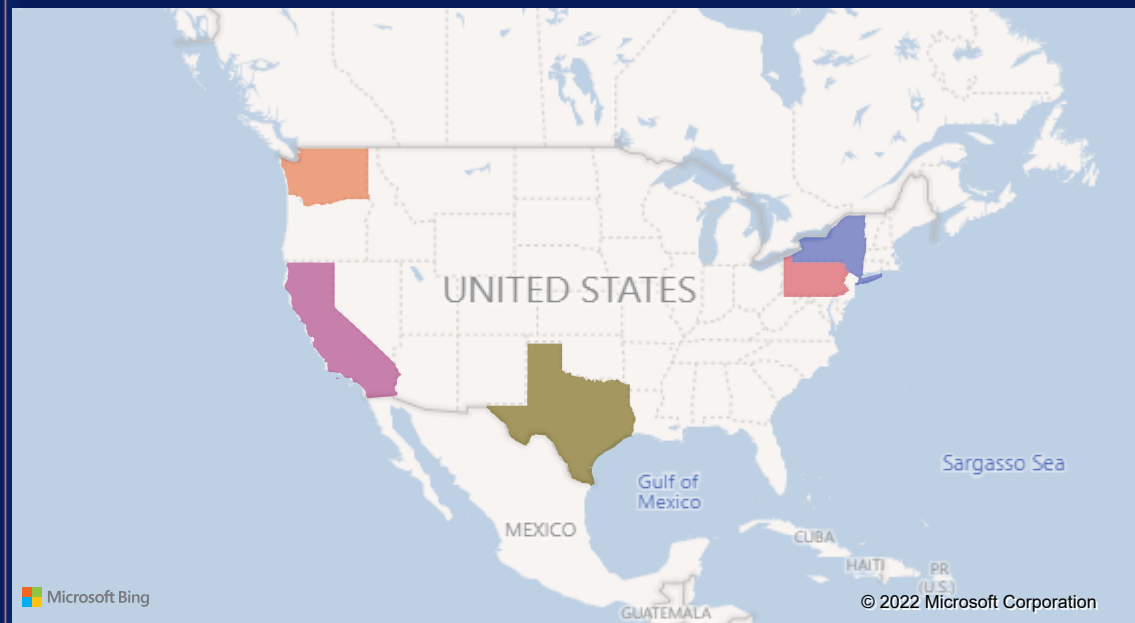 UNITED STATES
Sargasso Sea
Gulf of
Mexico
MEXICO
CUBA
HAITI
PR
(U.S.)
GUATEMALA
Microsoft Bing
© 2022 Microsoft Corporation